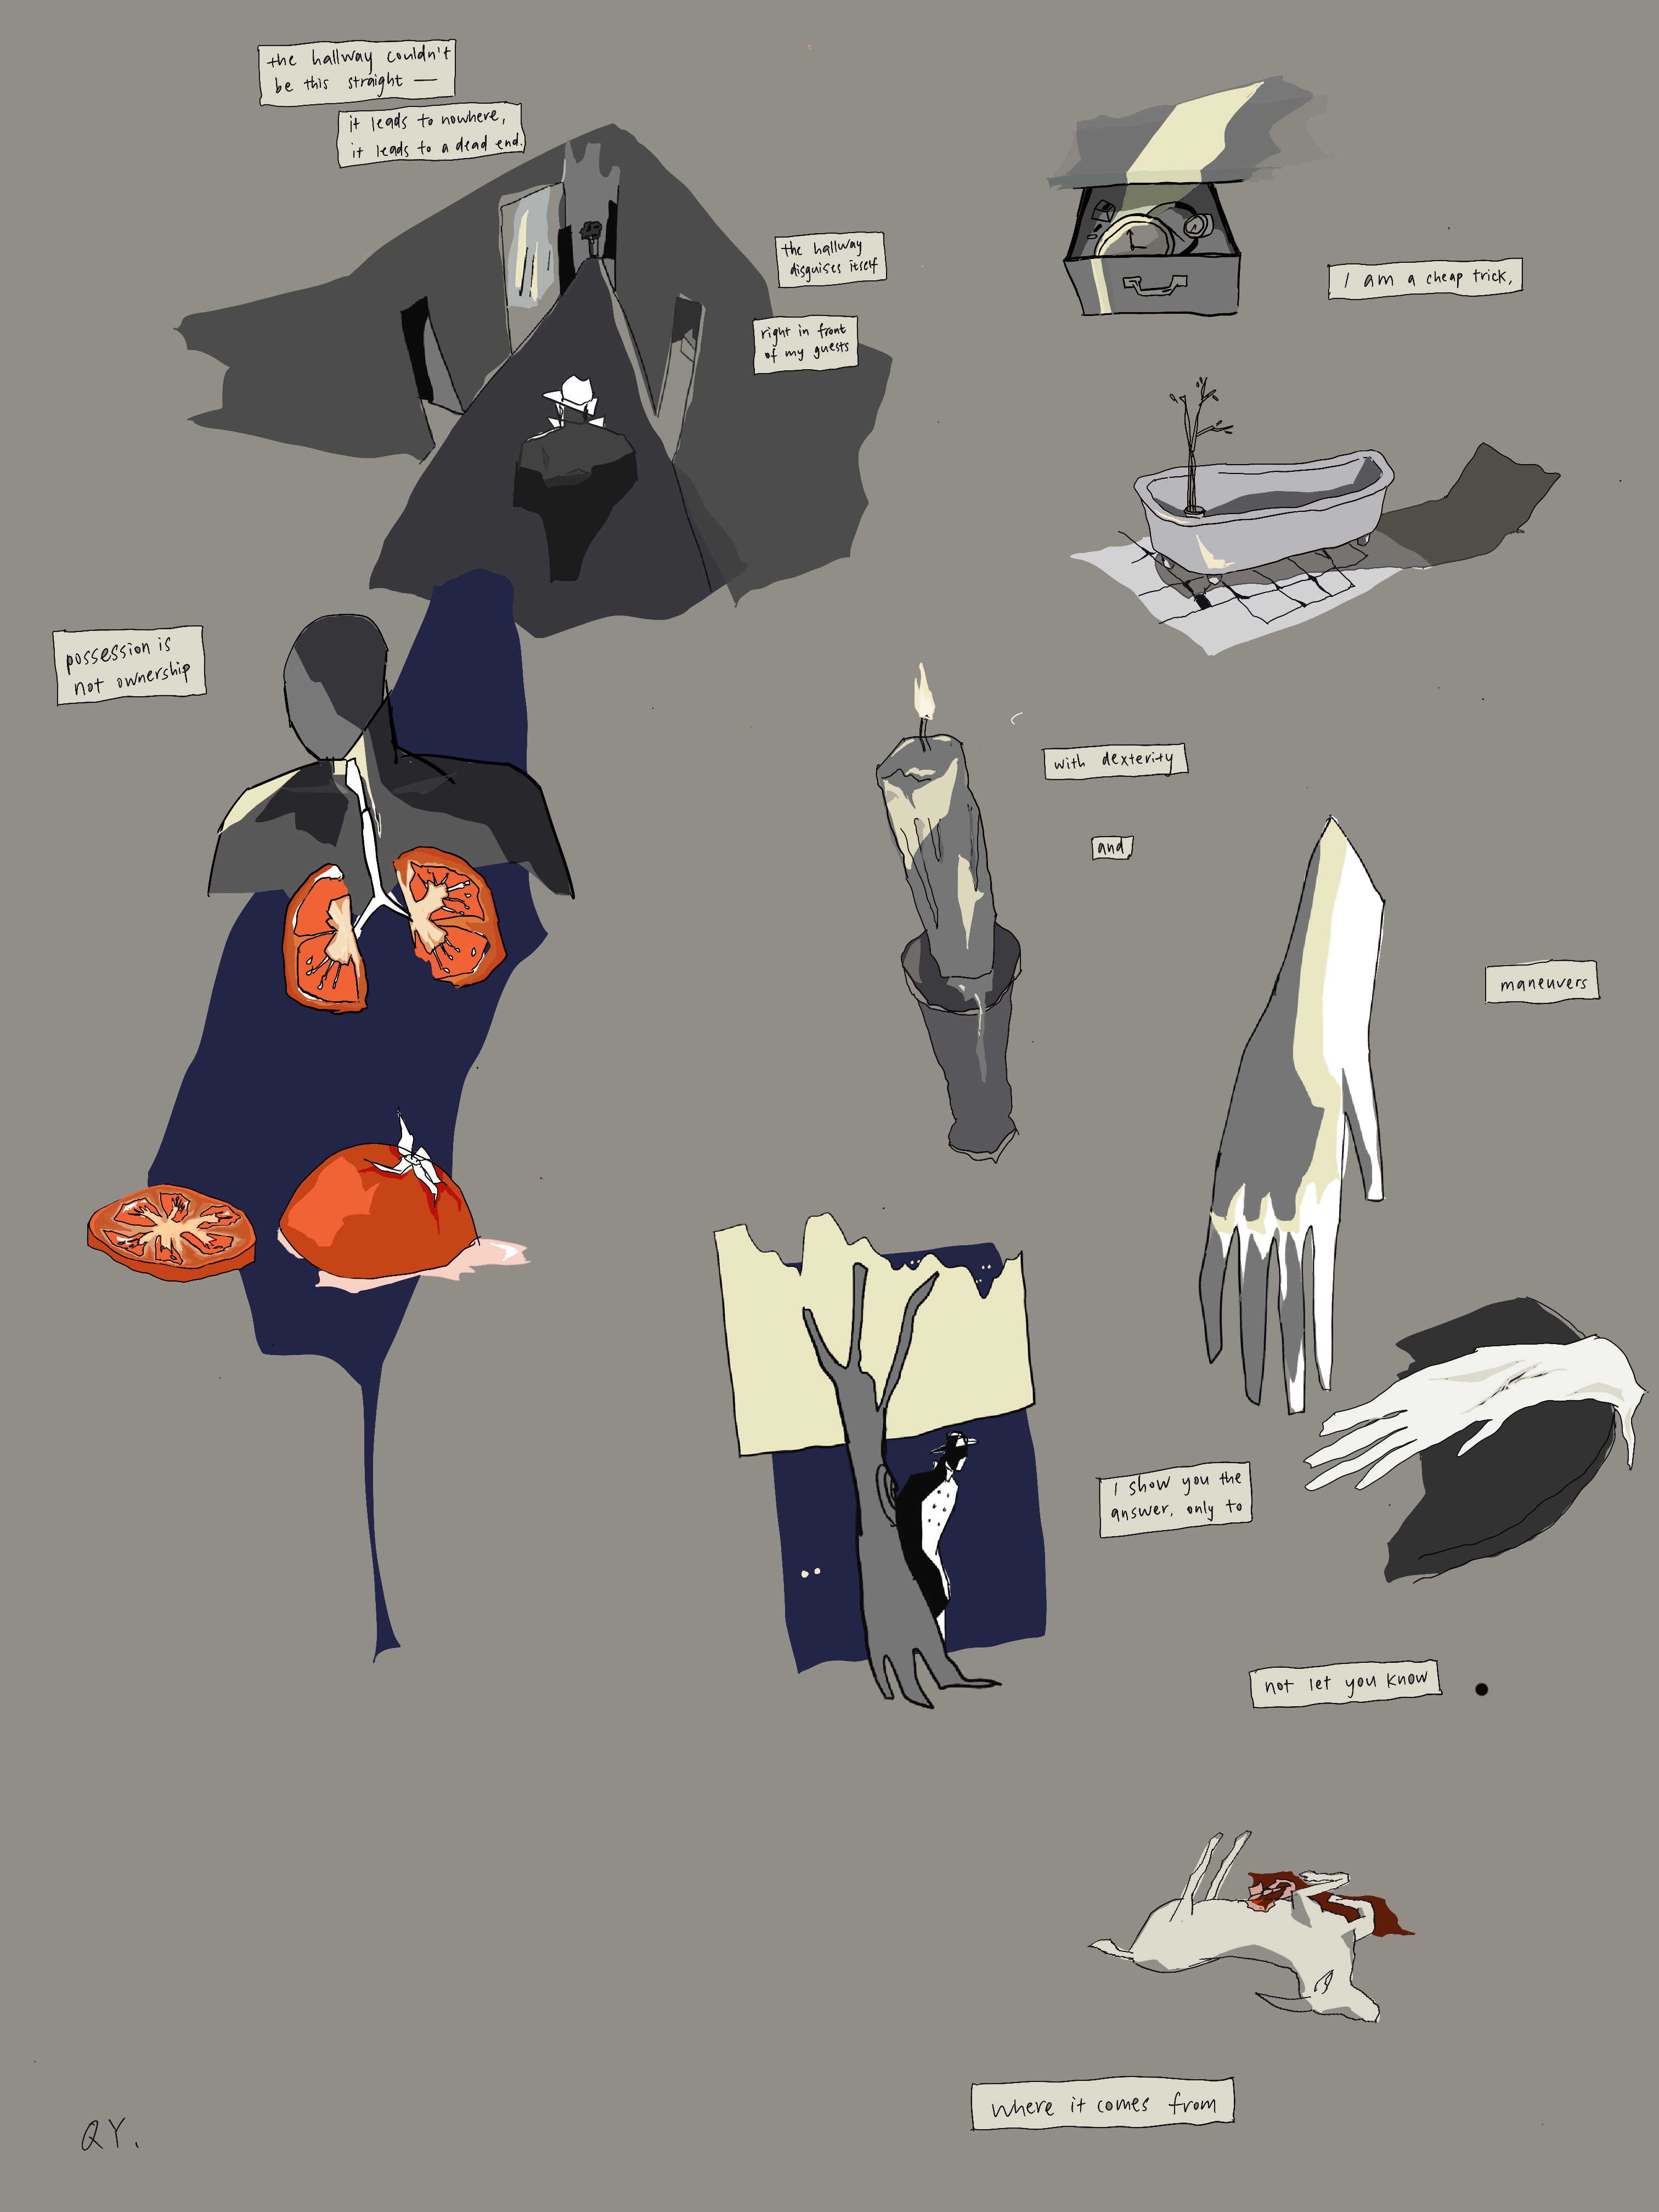 the hallway couldn't
be this straight —
it leads to nowhere,
it leads to a dead end.
the hallway
disguises itself
right in front
of my guests
I am a cheap trick,
possession is
not ownership
with dexterity
and
maneuvers
I show you the
answer, only to
not let you know
where it comes from
QY.